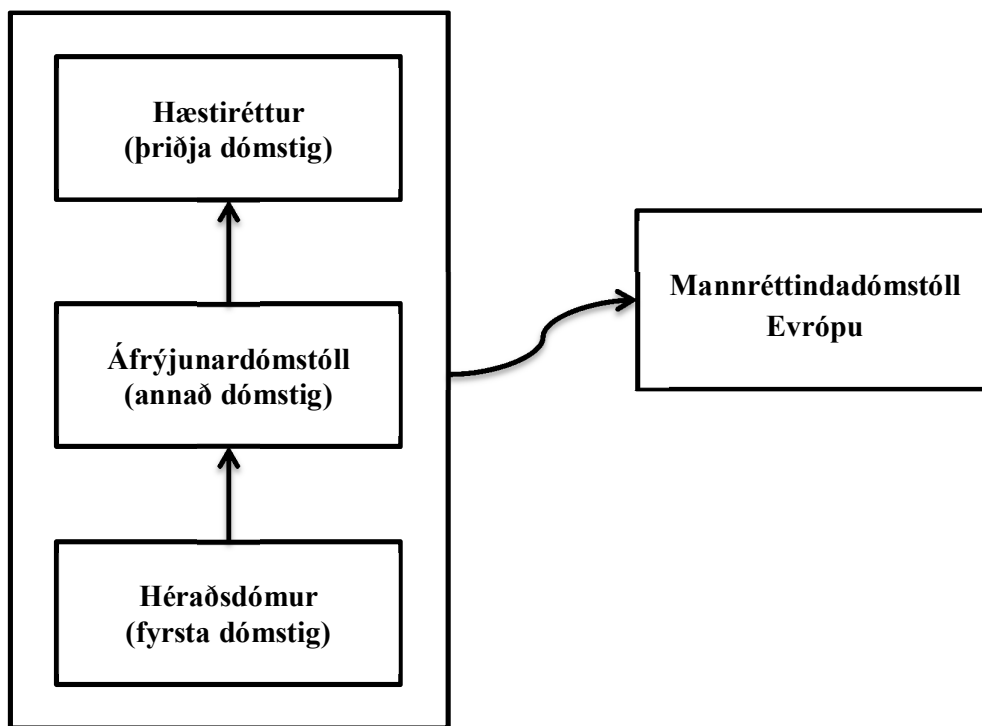 Hæstiréttur
(þriðja dómstig)
Áfrýjunardómstóll
(annað dómstig)
Héraðsdómur
(fyrsta dómstig)
Mannréttindadómstóll
Evrópu